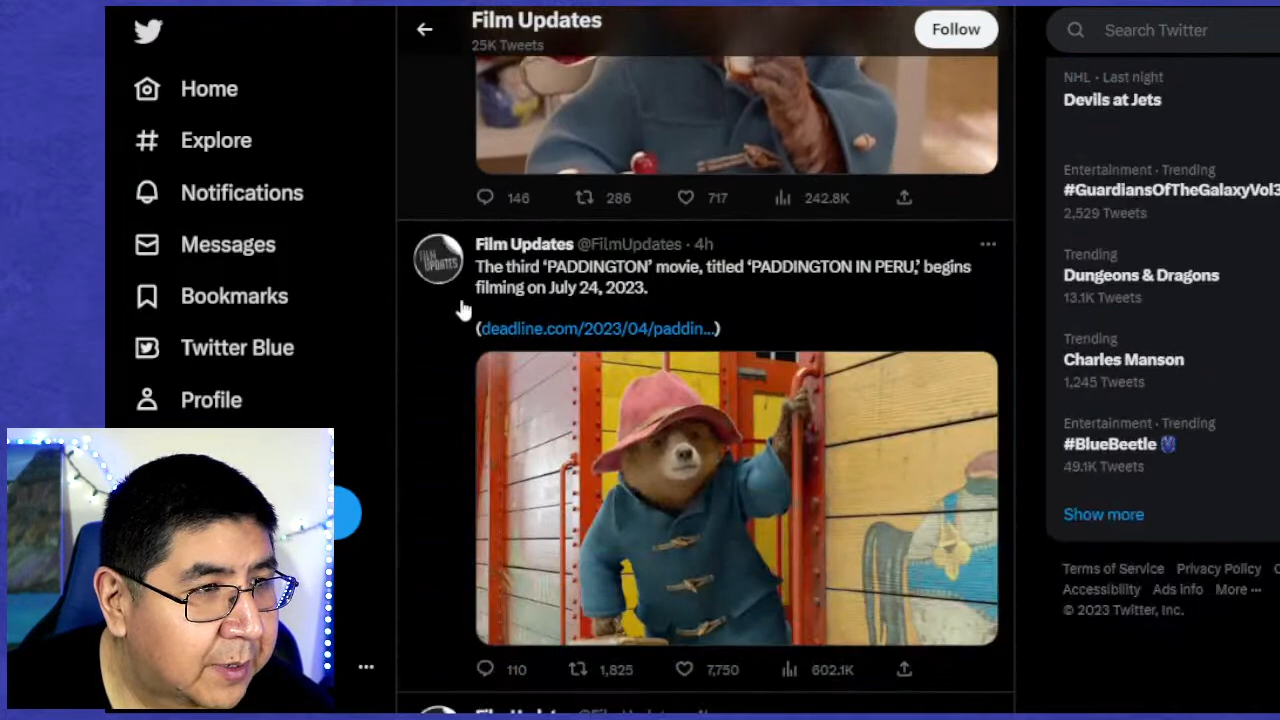 Home
Explore
Notifications
Messages
Bookmarks
Twitter Blue
Profile
Film Updates
25K Tweets
Follow
146 286 717 242.8K
Film Updates @FilmUpdates · 4h
The third ‘PADDINGTON’ movie, titled ‘PADDINGTON IN PERU,’ begins
filming on July 24, 2023.
(deadline.com/2023/04/paddin...)
110 1,825 7,750 602.1K
Search Twitter
NHL · Last night
Devils at Jets
Entertainment · Trending
#GuardiansOfTheGalaxyVol3
2,529 Tweets
Trending
Dungeons & Dragons
13.1K Tweets
Trending
Charles Manson
1,245 Tweets
Entertainment · Trending
#BlueBeetle
49.1K Tweets
Show more
Terms of Service Privacy Policy
Accessibility Ads info More ...
© 2023 Twitter, Inc.